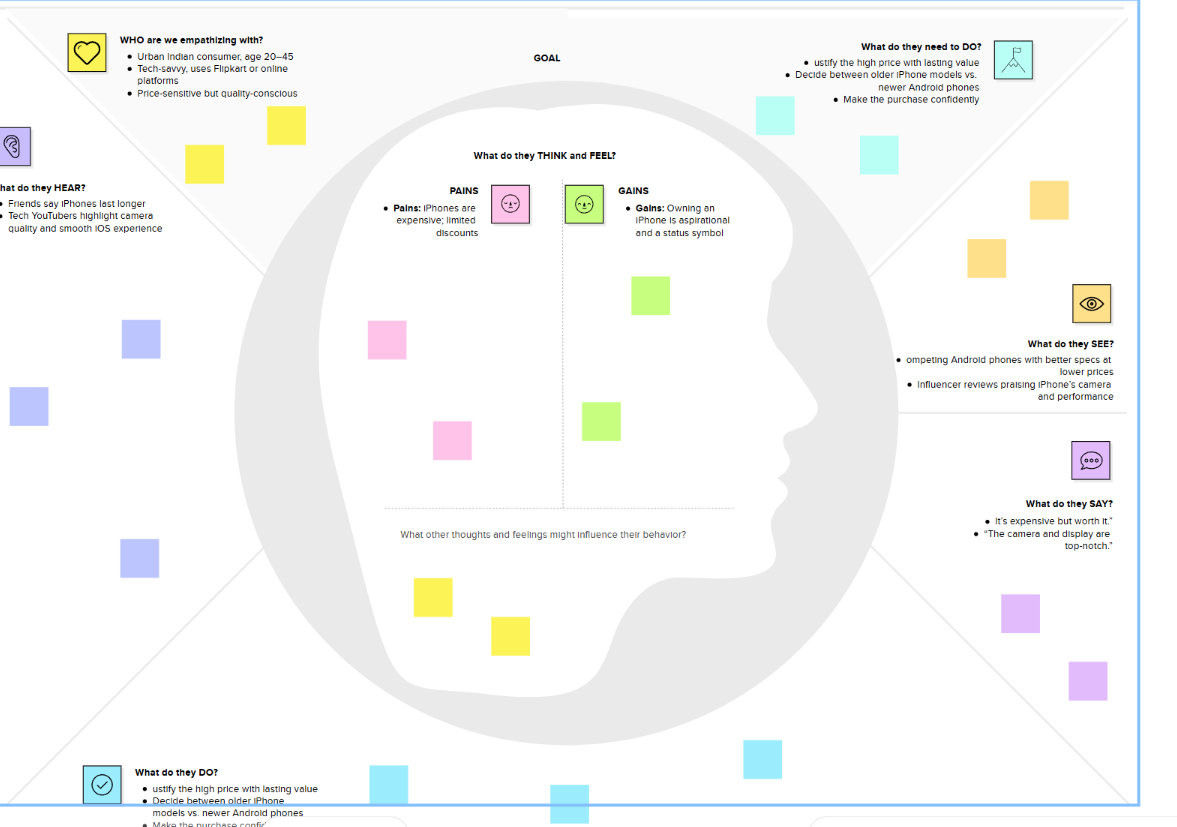 WHO are we empathizing with?
• Urban Indian consumer, age 20–45
• Tech-savvy, uses Flipkart or online
platforms
• Price-sensitive but quality-conscious
GOAL
What do they need to DO?
• ustify the high price with lasting value
• Decide between older iPhone models vs.
newer Android phones
• Make the purchase confidently
hat do they HEAR?
• Friends say iPhones last longer
• Tech YouTubers highlight camera
quality and smooth iOS experience
What do they THINK and FEEL?
PAINS
• Pains: iPhones are
expensive; limited
discounts
GAINS
• Gains: Owning an
iPhone is aspirational
and a status symbol
What do they SEE?
• ompeting Android phones with better specs at
lower prices
• Influencer reviews praising iPhone's camera
and performance
What do they SAY?
• It's expensive but worth it."
• "The camera and display are
top-notch."
What other thoughts and feelings might influence their behavior?
What do they DO?
• ustify the high price with lasting value
• Decide between older iPhone
models vs. newer Android phones
• Make the purchase